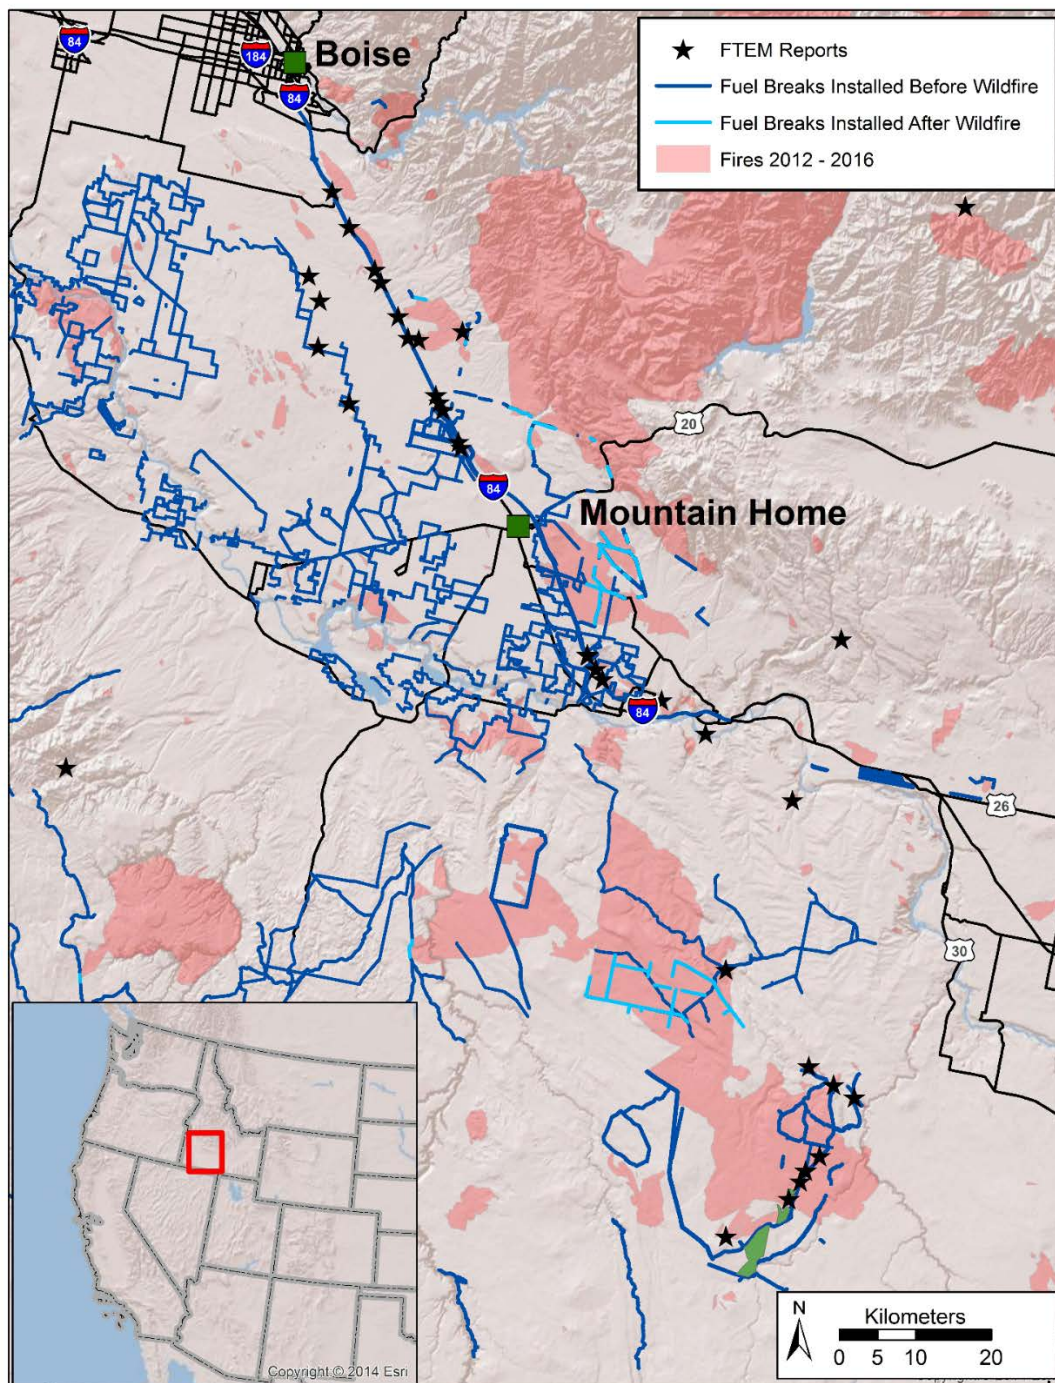 84
184
Boise
84
FTEM Reports
Fuel Breaks Installed Before Wildfire
Fuel Breaks Installed After Wildfire
Fires 2012 - 2016
20
84
Mountain Home
84
26
30
Copyright © 2014 Esri
N
Kilometers
0 5 10 20